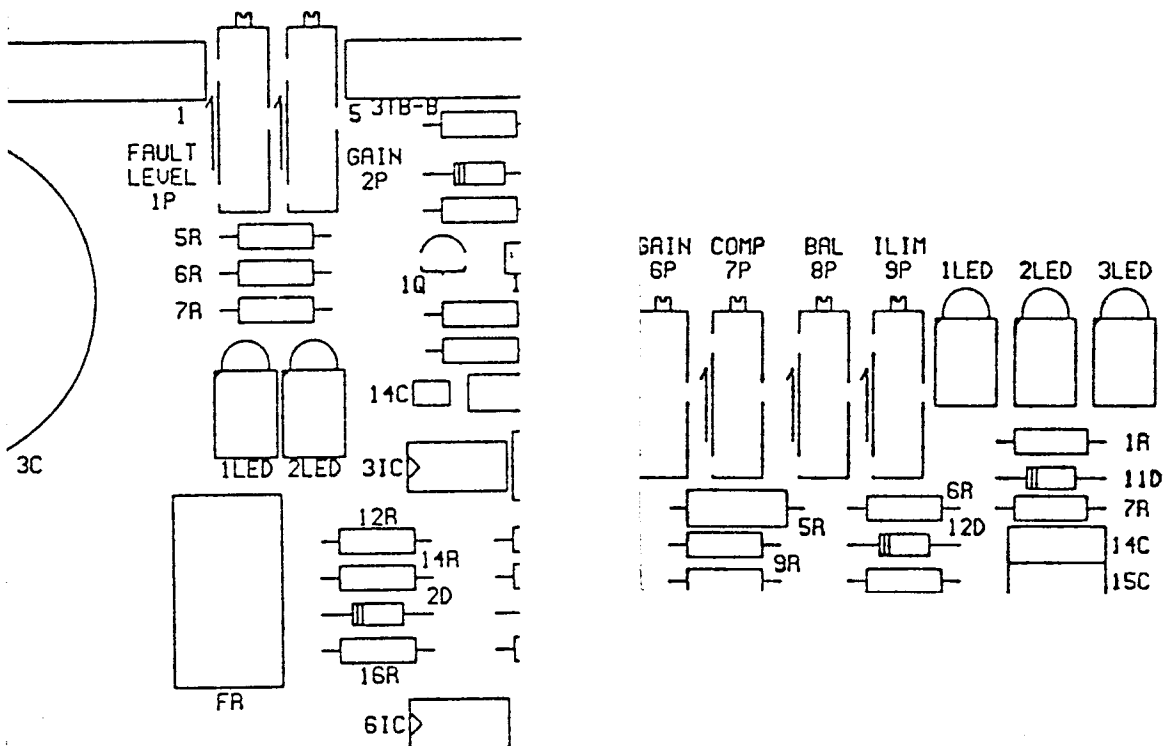 1
5 3TB-B
FAULT
LEVEL
1P
GAIN
2P
5R
6R
7R
1Q
1
14C
3C
1LED 2LED
3IC
12R
14R
2D
16R
FR
6IC
GAIN COMP BAL ILIM
6P 7P 8P 9P
1LED 2LED 3LED
1R
11D
7R
14C
15C
6R
12D
5R
9R